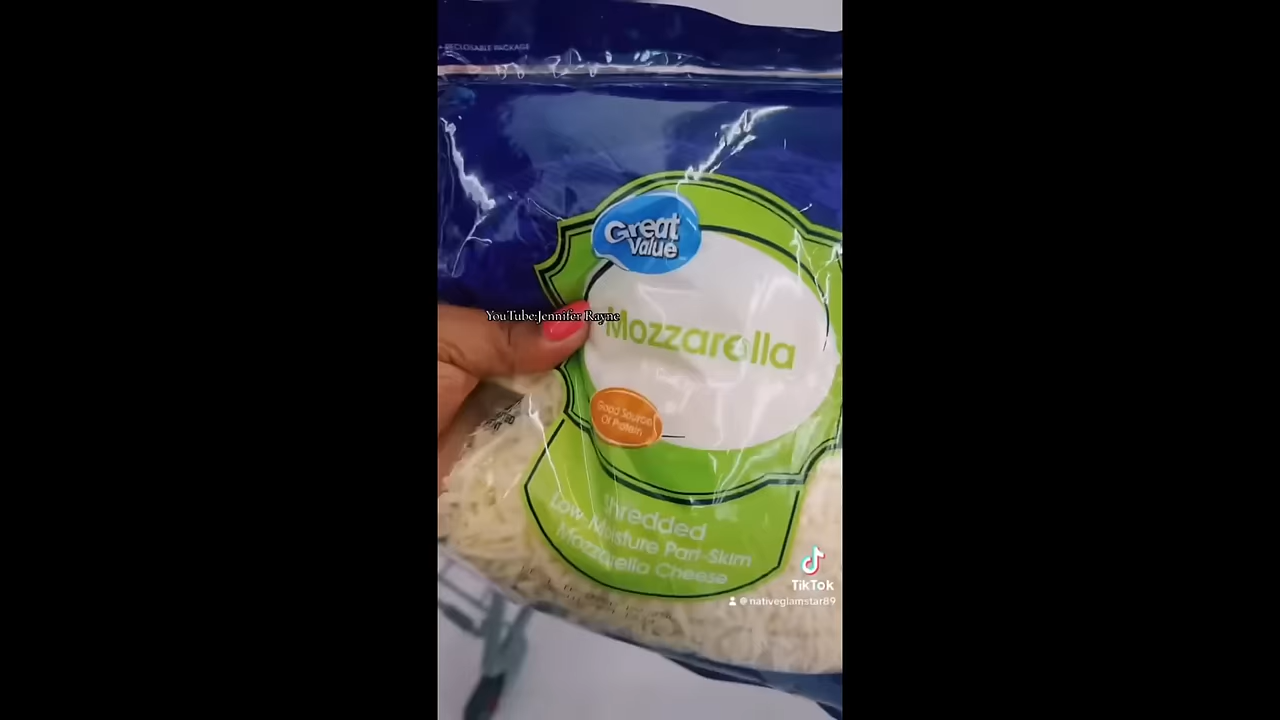 RECLOSABLE PACKAGE
Great
Value
YouTube:Jennifer Rayne
Mozzarella
Good Source
Of Protein
Shredded
Low-Moisture Part-Skim
Mozzarella Cheese
TikTok
@nativeglamstar89